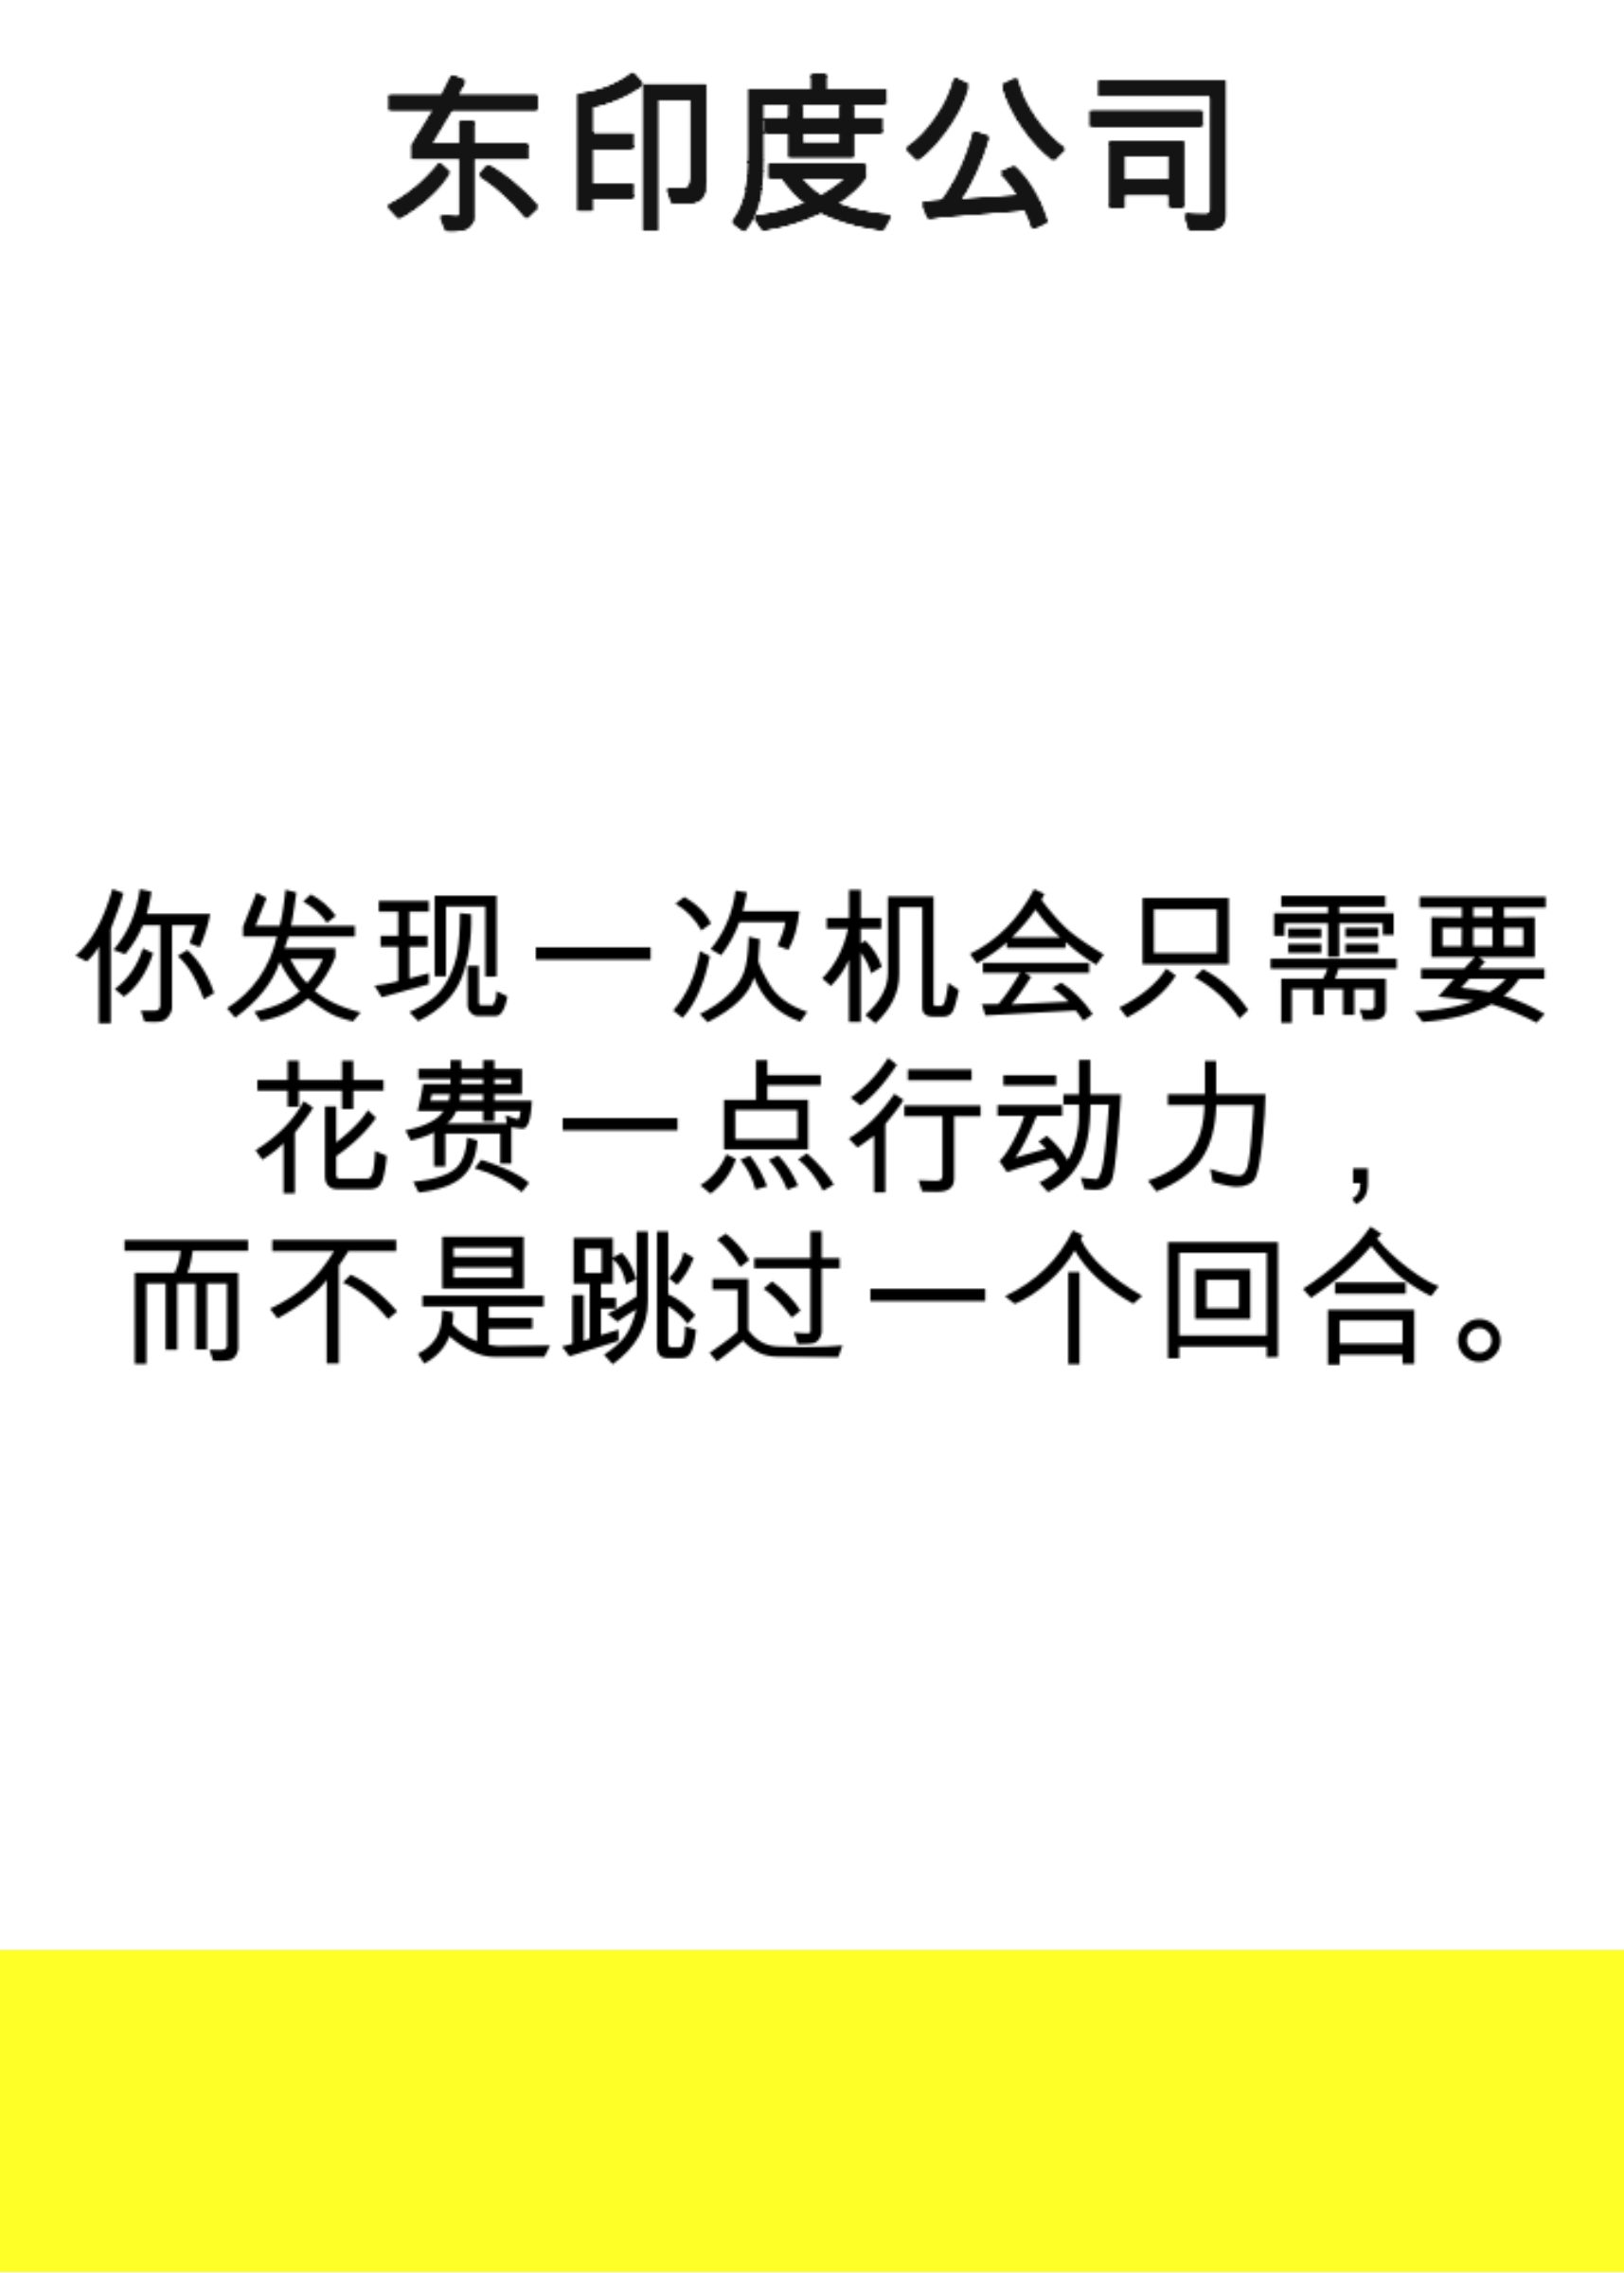 东印度公司
你发现一次机会只需要
花费一点行动力，
而不是跳过一个回合。